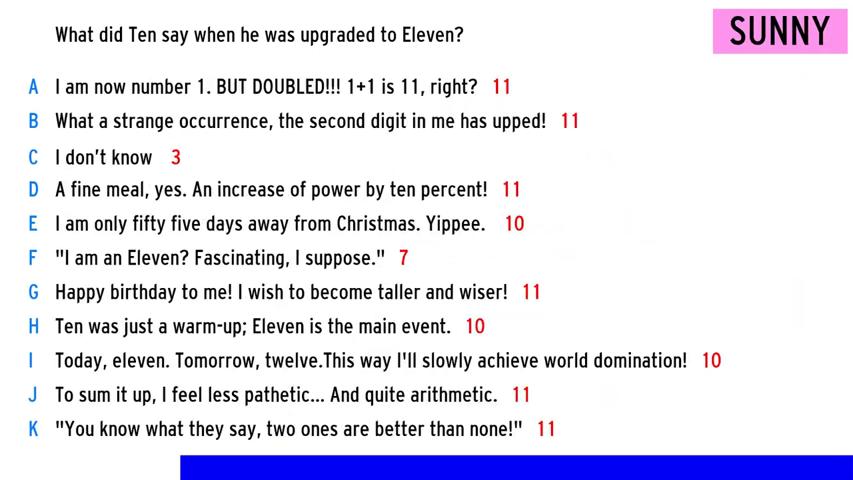 What did Ten say when he was upgraded to Eleven?
SUNNY
A I am now number 1. BUT DOUBLED!!! 1+1 is 11, right? 11
B What a strange occurrence, the second digit in me has upped! 11
C I don't know 3
D A fine meal, yes. An increase of power by ten percent! 11
E I am only fifty five days away from Christmas. Yippee. 10
F "I am an Eleven? Fascinating, I suppose." 7
G Happy birthday to me! I wish to become taller and wiser! 11
H Ten was just a warm-up; Eleven is the main event. 10
I Today, eleven. Tomorrow, twelve.This way I'll slowly achieve world domination! 10
J To sum it up, I feel less pathetic... And quite arithmetic. 11
K "You know what they say, two ones are better than none!" 11